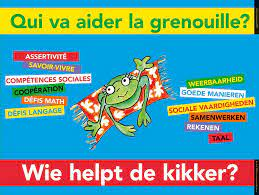 Qui va aider la grenouille?
ASSERTIVITÉ
SAVOIR-VIVRE
COMPETENCES SOCIALES
COOPÉRATION
DÉFIS MATH
DÉFIS LANGAGE
WEERBAARHEID
GOEDE MANIEREN
SOCIALE VAARDIGHEDEN
SAMENWERKEN
REKENEN
TAAL
Wie helpt de kikker?